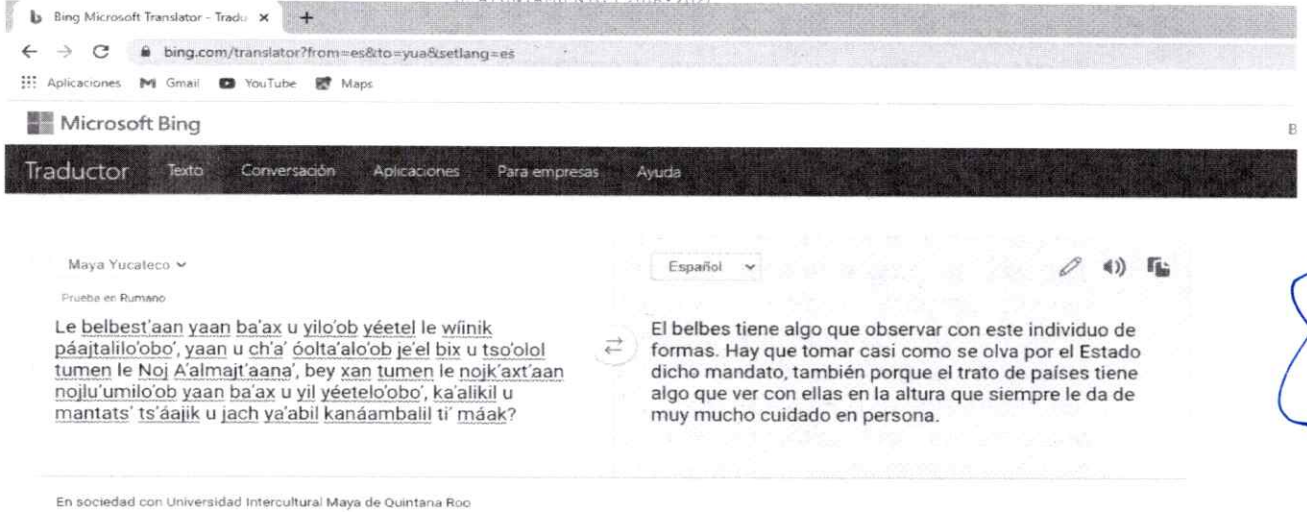 Bing Microsoft Translator - Tradu
bing.com/translator?from=es&to=yua&setlang=es
Aplicaciones Gmail YouTube Maps
Microsoft Bing
B
Traductor Texto Conversación Aplicaciones Para empresas Ayuda
Maya Yucateco
Prueba en Rumano
Le belbest'aan yaan ba'ax u yilo'ob yéetel le wíinik
páajtalilo'obo', yaan u ch'a' óolta'alo'ob je'el bix u tso'olol
tumen le Noj A'almajt'aana', bey xan tumen le nojk'axt'aan
nojlu'umilo'ob yaan ba'ax u yil yéetelo'obo', ka'alikil u
mantats' ts'áajik u jach ya'abil kanáambalil ti' máak?
Español
El belbes tiene algo que observar con este individuo de
formas. Hay que tomar casi como se olva por el Estado
dicho mandato, también porque el trato de países tiene
algo que ver con ellas en la altura que siempre le da de
muy mucho cuidado en persona.
En sociedad con Universidad Intercultural Maya de Quintana Roo